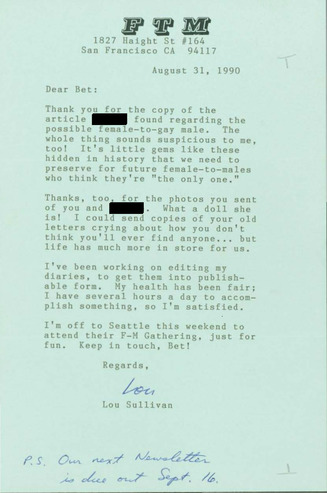 FTM
1827 Haight St #164
San Francisco CA 94117
August 31, 1990
Dear Bet:
Thank you for the copy of the
article found regarding the
possible female-to-gay male. The
whole thing sounds suspicious to me,
too! It's little gems like these
hidden in history that we need to
preserve for future female-to-males
who think they're "the only one."
Thanks, too, for the photos you sent
of you and . What a doll she
is! I could send copies of your old
letters crying about how you don't
think you'll ever find anyone... but
life has much more in store for us.
I've been working on editing my
diaries, to get them into publish-
able form. My health has been fair;
I have several hours a day to accom-
plish something, so I'm satisfied.
I'm off to Seattle this weekend to
attend their F-M Gathering, just for
fun. Keep in touch, Bet!
Regards,
Lou
Lou Sullivan
P.S. Our next Newsletter
is due out Sept. 16.